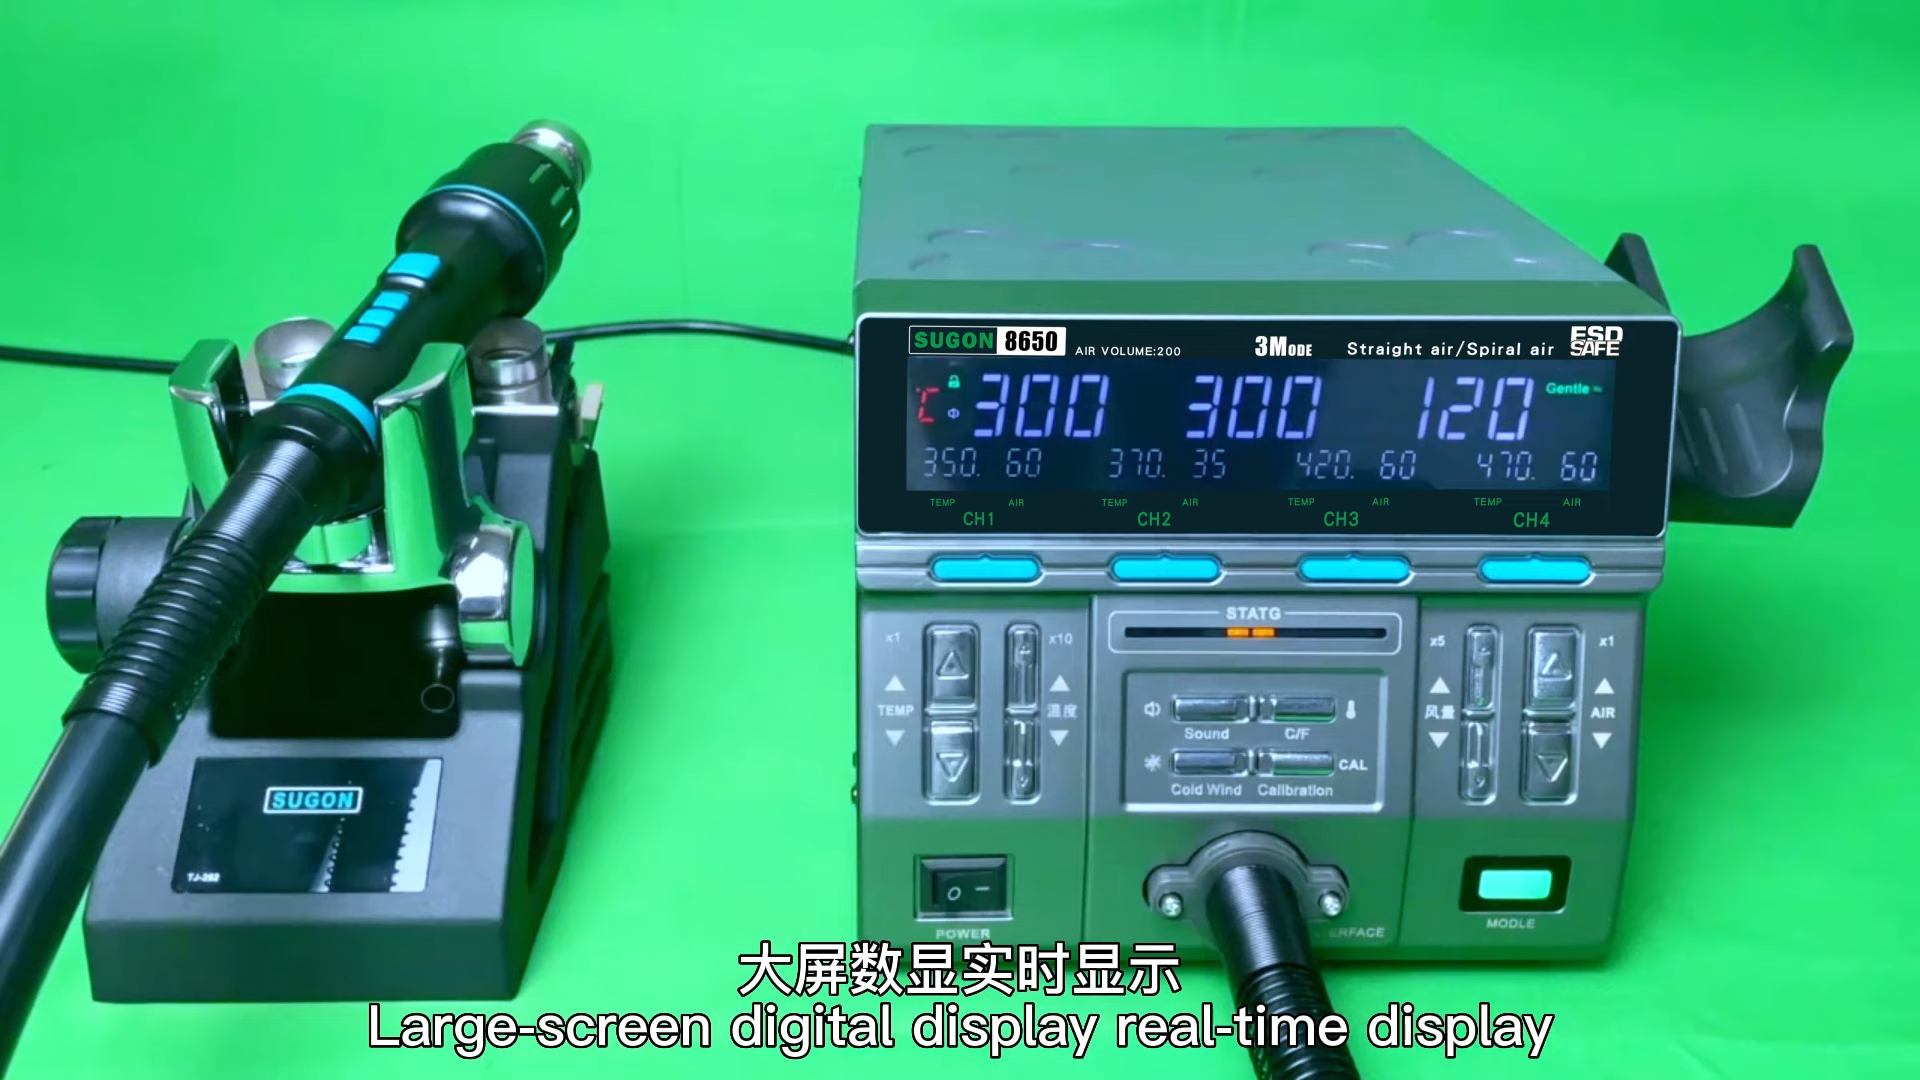 SUGON 8650 AIR VOLUME:200 3MODE Straight air/Spiral air ESD SAFE
℃ 300 300 120 Gentle
350. 60 370. 35 420. 60 470. 60
TEMP AIR TEMP AIR TEMP AIR TEMP AIR
CH1 CH2 CH3 CH4
STATG
x1 x10 x5 x1
TEMP 温度 风量 AIR
Sound C/F
CAL
Cold Wind Calibration
SUGON
TJ-282
POWER ERFACE MODLE
大屏数显实时显示
Large-screen digital display real-time display